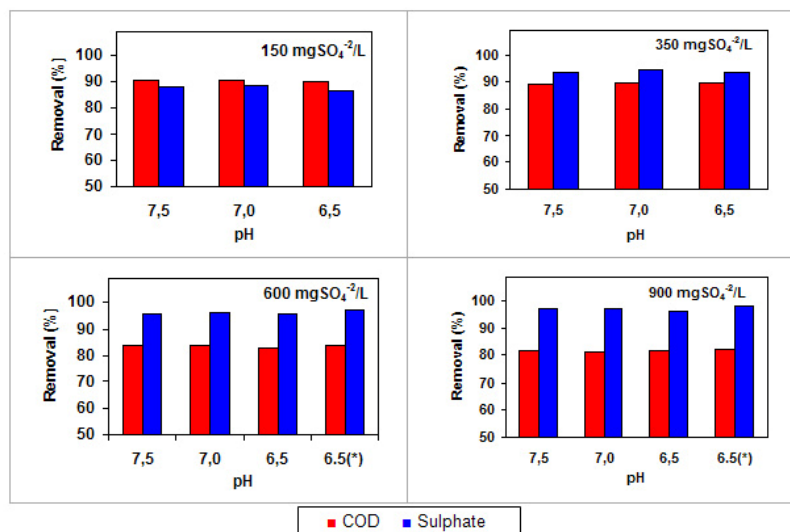 150 mgSO4-2/L
Removal (%)
100
90
80
70
60
50
7,5 7,0 6,5
pH
350 mgSO4-2/L
Removal (%)
100
90
80
70
60
50
7,5 7,0 6,5
pH
600 mgSO4-2/L
Removal (%)
100
90
80
70
60
50
7,5 7,0 6,5 6.5(*)
pH
900 mgSO4-2/L
Removal (%)
100
90
80
70
60
50
7,5 7,0 6,5 6.5(*)
pH
COD Sulphate